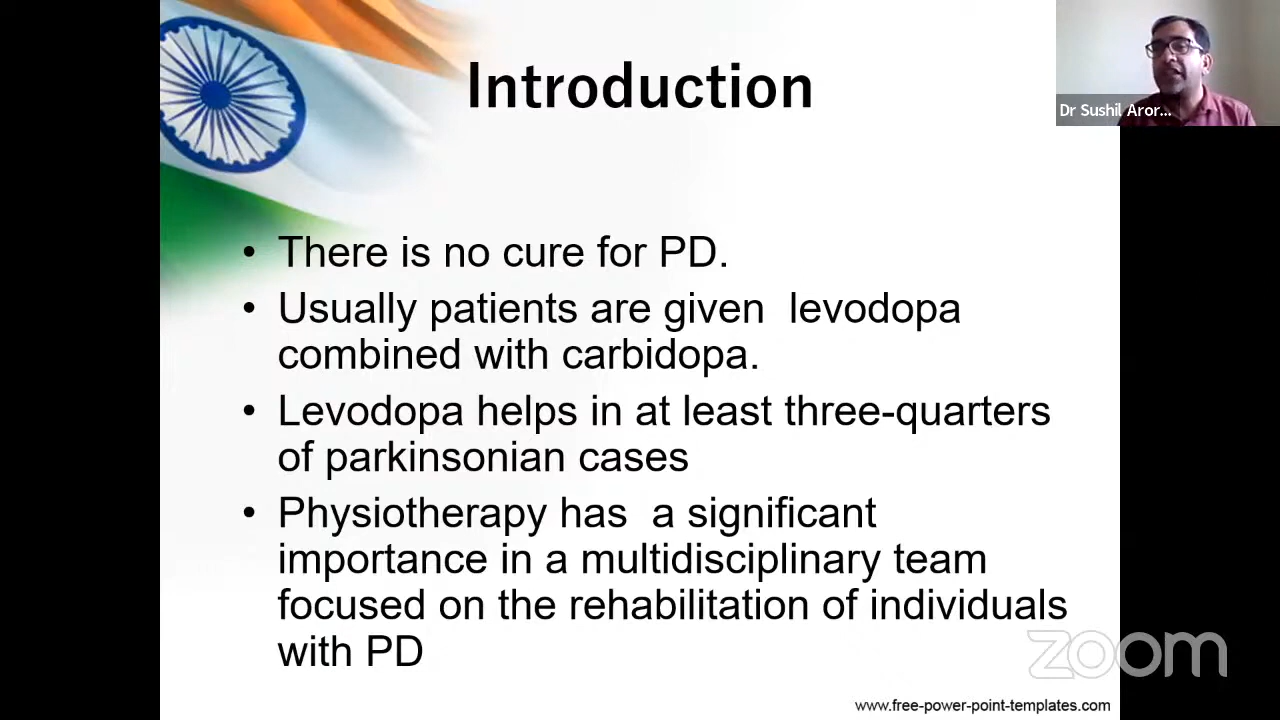 Introduction
Dr Sushil Aror...
• There is no cure for PD.
• Usually patients are given levodopa
combined with carbidopa.
• Levodopa helps in at least three-quarters
of parkinsonian cases
• Physiotherapy has a significant
importance in a multidisciplinary team
focused on the rehabilitation of individuals
with PD
zoom
www.free-power-point-templates.com